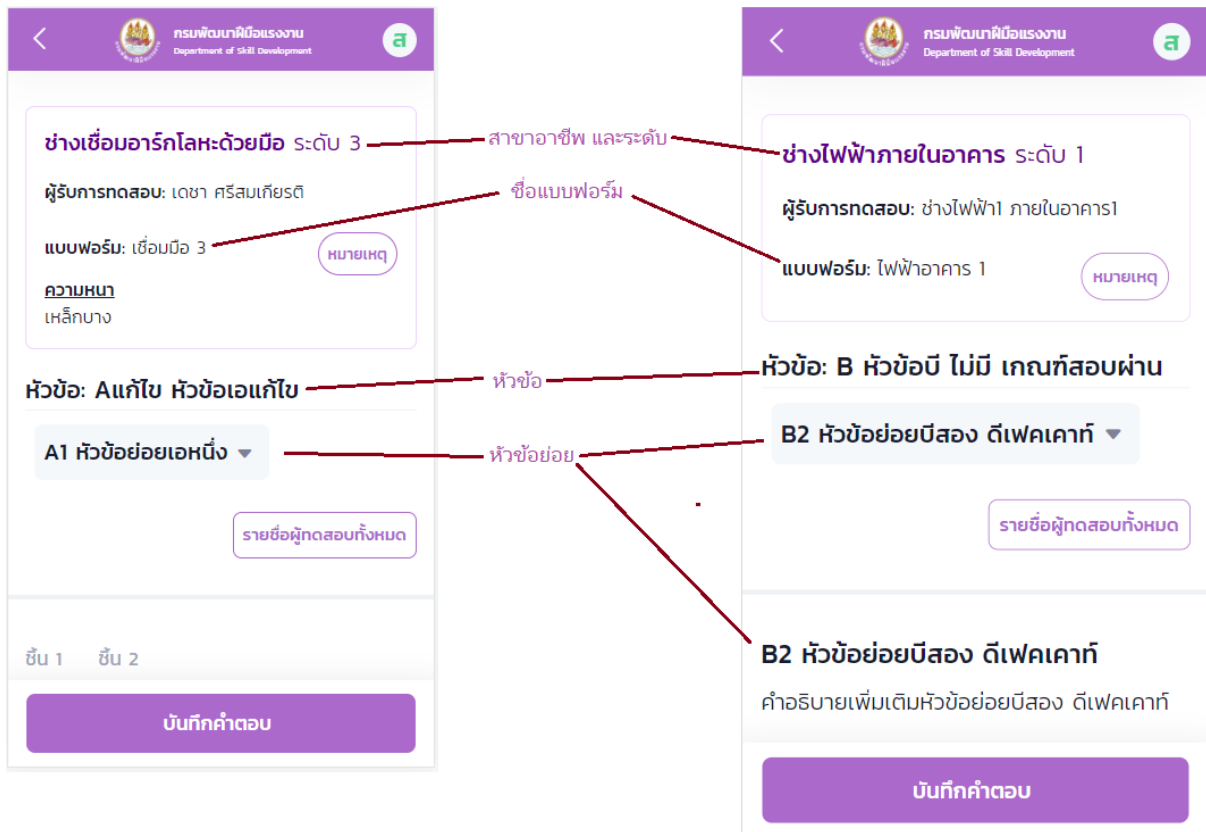 กรมพัฒนาฝีมือแรงงาน
Department of Skill Development
ส
ช่างเชื่อมอาร์กโลหะด้วยมือ ระดับ 3
ผู้รับการทดสอบ: เดชา ศรีสมเกียรติ
แบบฟอร์ม: เชื่อมมือ 3
หมายเหตุ
ความหนา
เหล็กบาง
หัวข้อ: Aแก้ไข หัวข้อเอแก้ไข
A1 หัวข้อย่อยเอหนึ่ง
รายชื่อผู้ทดสอบทั้งหมด
ชิ้น 1 ชิ้น 2
บันทึกคำตอบ
สาขาอาชีพ และระดับ
ชื่อแบบฟอร์ม
หัวข้อ
หัวข้อย่อย
กรมพัฒนาฝีมือแรงงาน
Department of Skill Development
ส
ช่างไฟฟ้าภายในอาคาร ระดับ 1
ผู้รับการทดสอบ: ช่างไฟฟ้า1 ภายในอาคาร1
แบบฟอร์ม: ไฟฟ้าอาคาร 1
หมายเหตุ
หัวข้อ: B หัวข้อบี ไม่มี เกณฑ์สอบผ่าน
B2 หัวข้อย่อยบีสอง ดีเฟคเคาท์
รายชื่อผู้ทดสอบทั้งหมด
B2 หัวข้อย่อยบีสอง ดีเฟคเคาท์
คำอธิบายเพิ่มเติมหัวข้อย่อยบีสอง ดีเฟคเคาท์
บันทึกคำตอบ